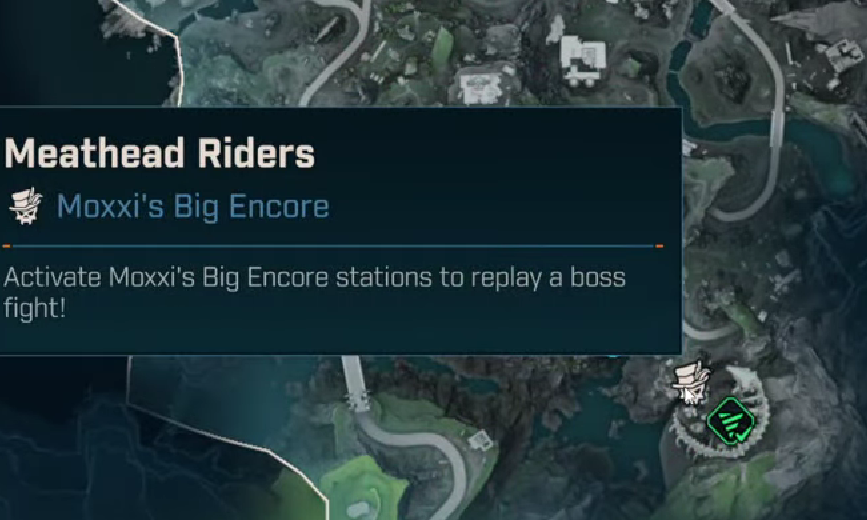 Meathead Riders
Moxxi's Big Encore
Activate Moxxi's Big Encore stations to replay a boss
fight!